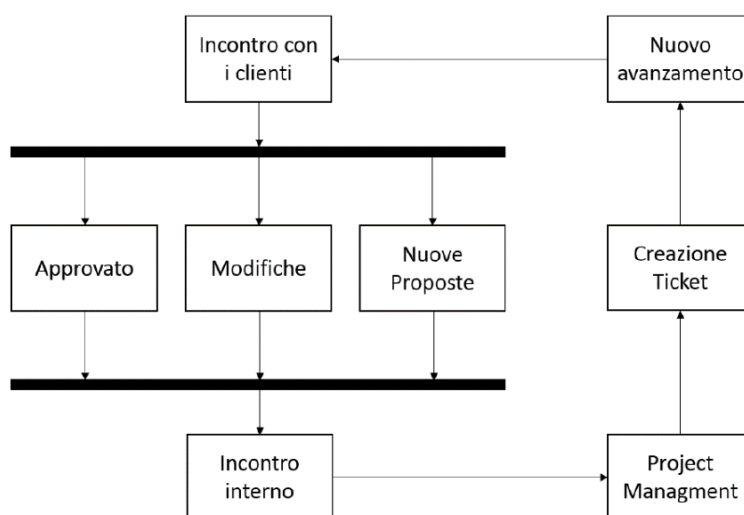 Incontro con
i clienti
Nuovo
avanzamento
Approvato
Modifiche
Nuove
Proposte
Creazione
Ticket
Incontro
interno
Project
Managment